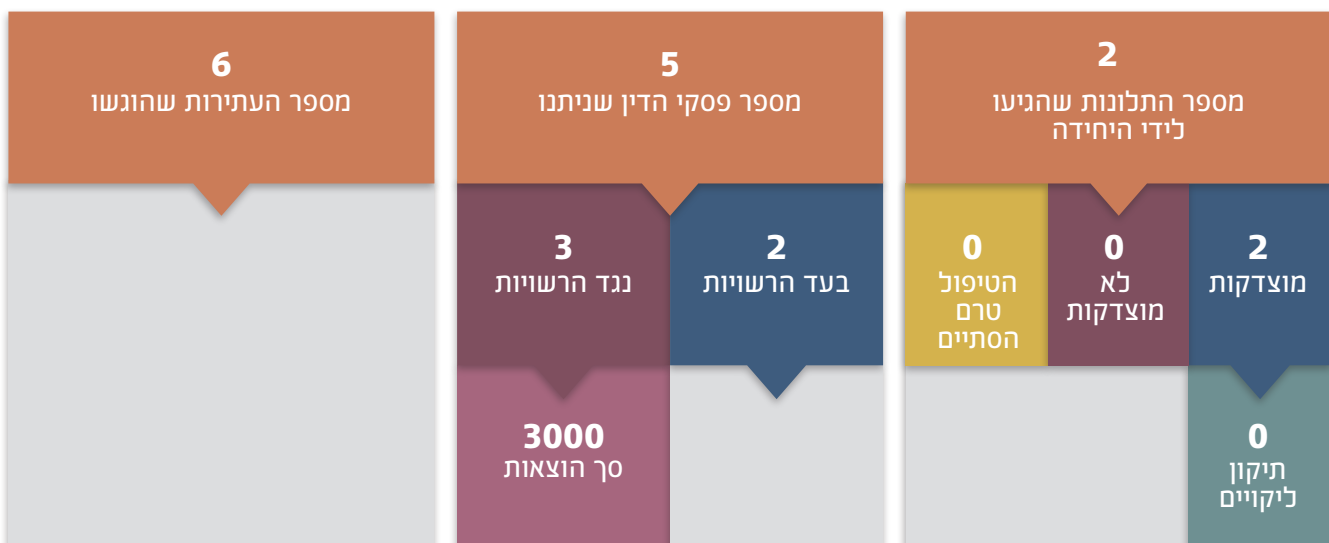 2
מספר התלונות שהגיעו
לידי היחידה
2
מוצדקות
0
לא
מוצדקות
0
הטיפול
טרם
הסתיים
0
תיקון
ליקויים
5
מספר פסקי הדין שניתנו
2
בעד הרשויות
3
נגד הרשויות
3000
סך הוצאות
6
מספר העתירות שהוגשו